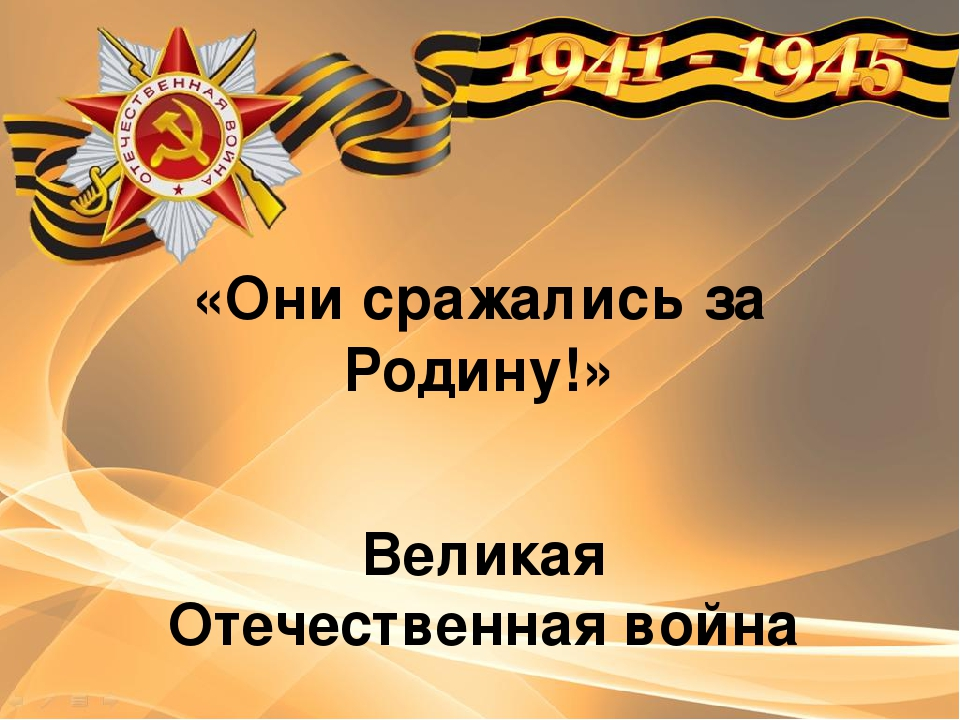 1941 - 1945
ОТЕЧЕСТВЕННАЯ ВОЙНА
«Они сражались за
Родину!»
Великая
Отечественная война